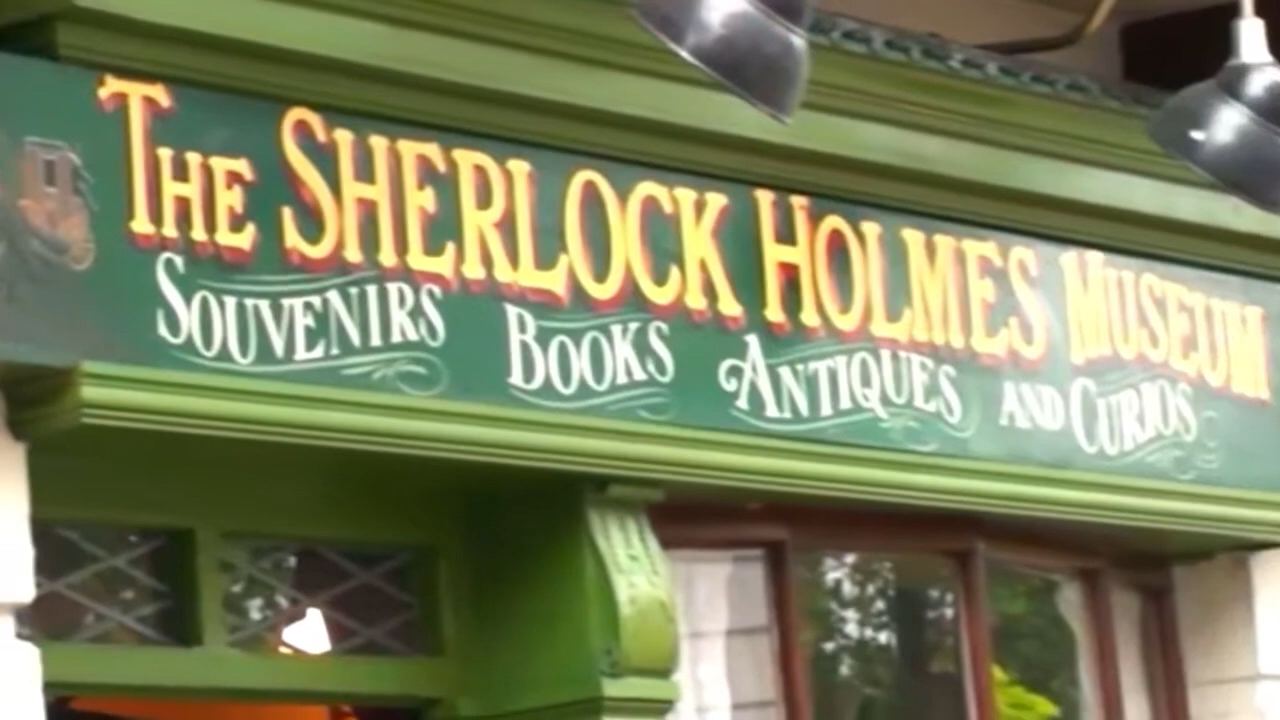 THE SHERLOCK HOLMES MUSEUM
SOUVENIRS BOOKS ANTIQUES AND CURIOS